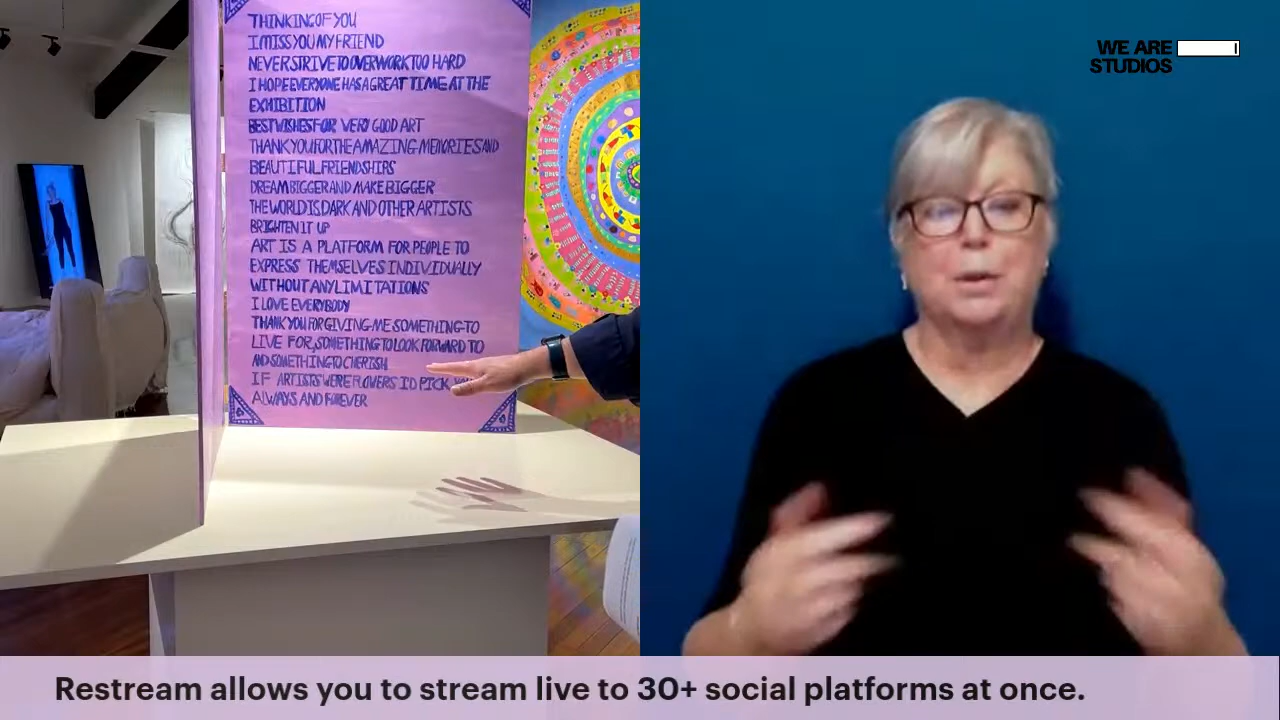 THINKING OF YOU
I MISS YOU MY FRIEND
NEVER STRIVE TO OVERWORK TOO HARD
I HOPE EVERYONE HAS A GREAT TIME AT THE
EXHIBITION
BEST WISHES FOR VERY GOOD ART
THANK YOU FOR THE AMAZING MEMORIES AND
BEAUTIFUL FRIENDSHIPS
DREAM BIGGER AND MAKE BIGGER
THE WORLD IS DARK AND OTHER ARTISTS
BRIGHTEN IT UP
ART IS A PLATFORM FOR PEOPLE TO
EXPRESS THEMSELVES INDIVIDUALLY
WITHOUT ANY LIMITATIONS
I LOVE EVERYBODY
THANK YOU FOR GIVING ME SOMETHING TO
LIVE FOR, SOMETHING TO LOOK FORWARD TO
AND SOMETHING TO CHERISH
IF ARTISTS WERE FLOWERS I'D PICK YOU
ALWAYS AND FOREVER
WE ARE
STUDIOS
Restream allows you to stream live to 30+ social platforms at once.